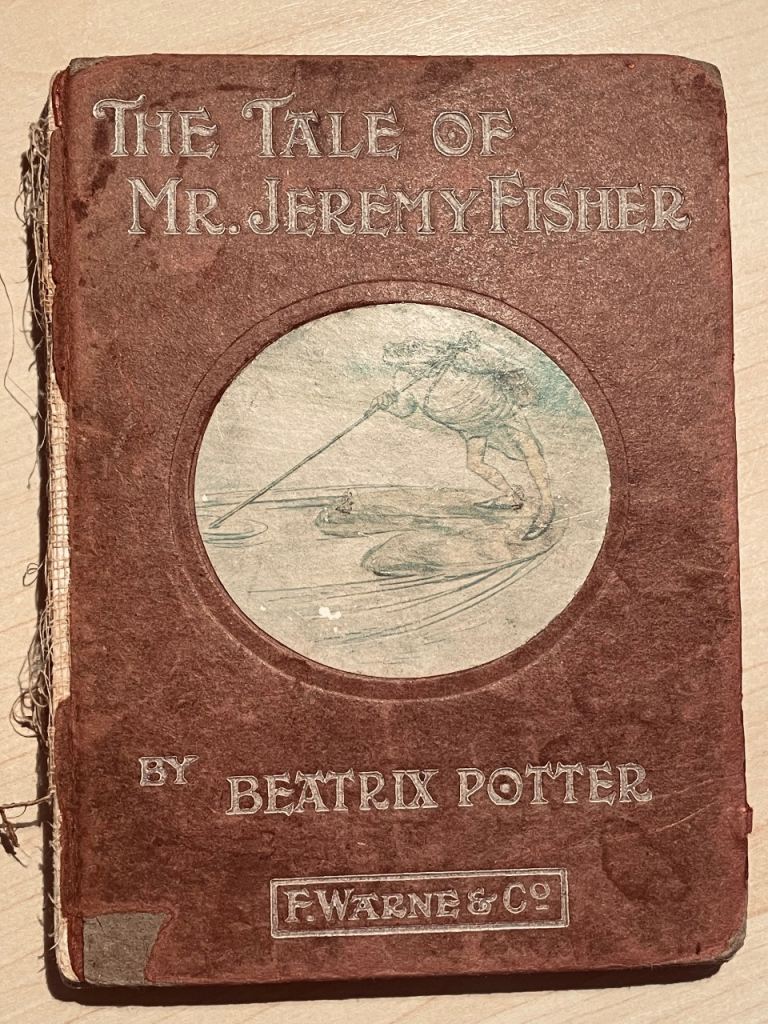 THE TALE OF
MR. JEREMY FISHER
BY BEATRIX POTTER
F. WARNE & Cº